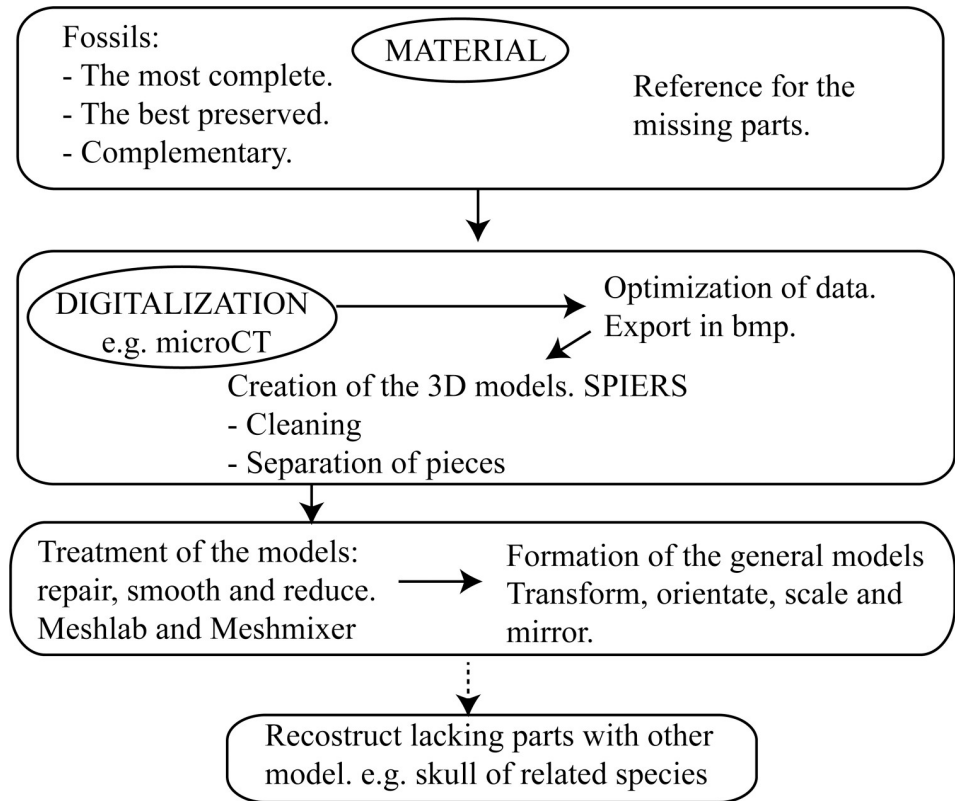 MATERIAL
Fossils:
- The most complete.
- The best preserved.
- Complementary.
Reference for the
missing parts.
DIGITALIZATION
e.g. microCT
Optimization of data.
Export in bmp.
Creation of the 3D models. SPIERS
- Cleaning
- Separation of pieces
Treatment of the models:
repair, smooth and reduce.
Meshlab and Meshmixer
Formation of the general models
Transform, orientate, scale and
mirror.
Recostruct lacking parts with other
model. e.g. skull of related species